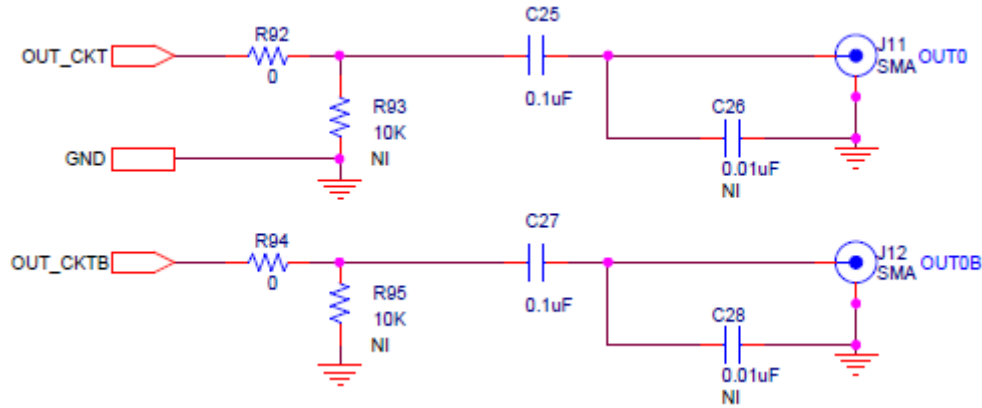 R92
C25
OUT_CKT
J11 OUT0
SMA
0
R93
0.1uF
C26
10K
GND
NI
0.01uF
NI
C27
R94
OUT_CKTB
J12
SMA OUT0B
0
R95
0.1uF
C28
10K
NI
0.01uF
NI